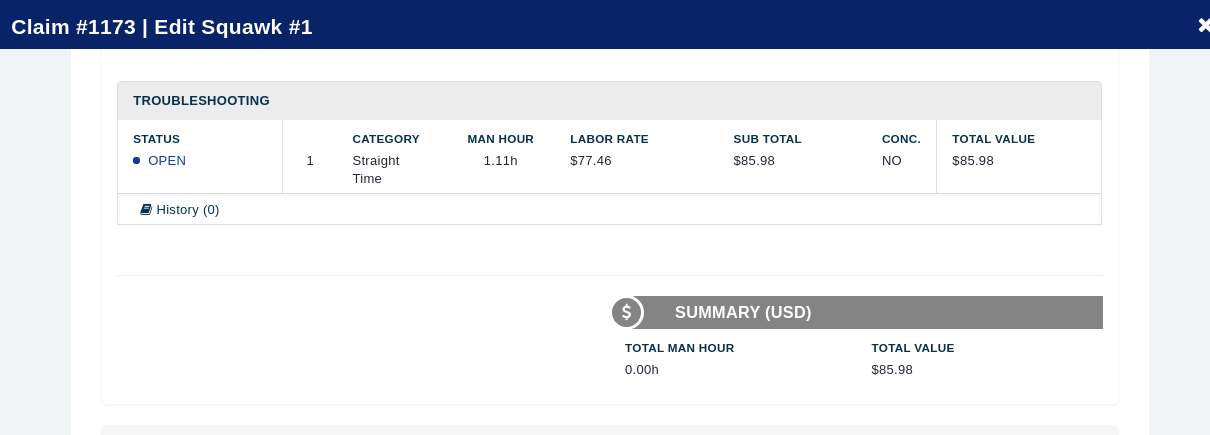 Claim #1173 | Edit Squawk #1
TROUBLESHOOTING
STATUS CATEGORY MAN HOUR LABOR RATE SUB TOTAL CONC. TOTAL VALUE
OPEN 1 Straight 1.11h $77.46 $85.98 NO $85.98
Time
History (0)
$ SUMMARY (USD)
TOTAL MAN HOUR TOTAL VALUE
0.00h $85.98